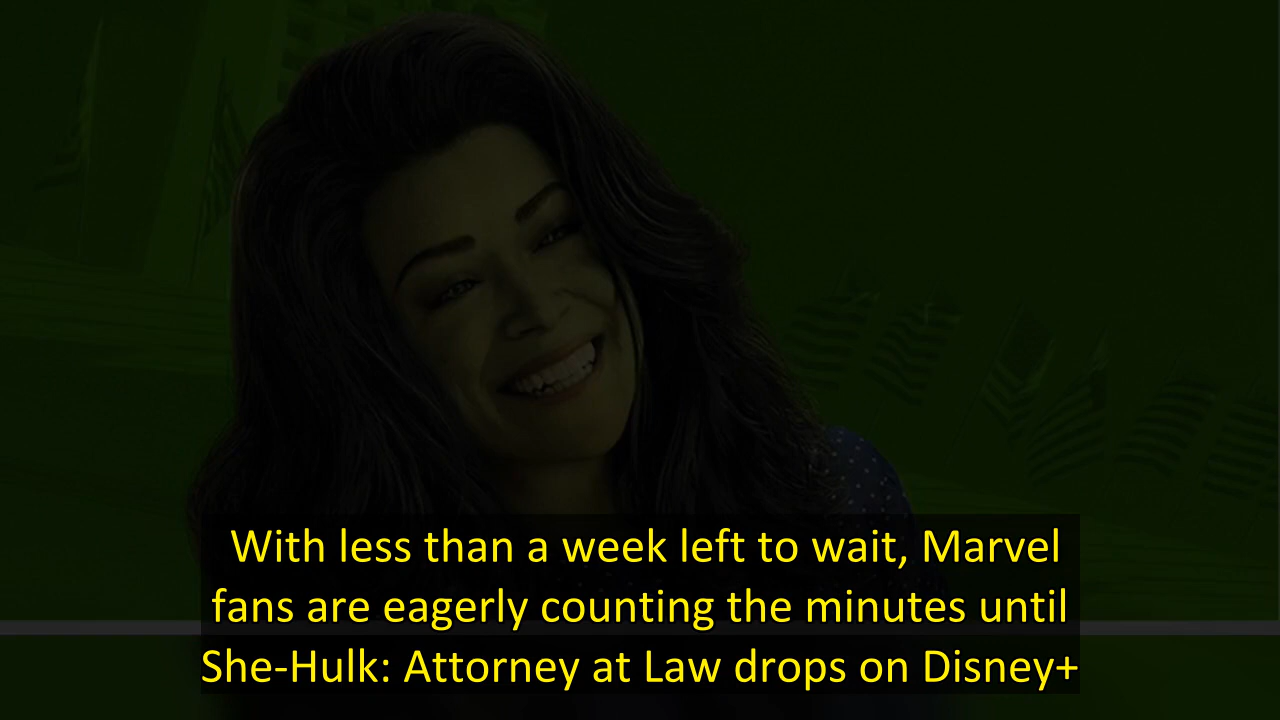 With less than a week left to wait, Marvel
fans are eagerly counting the minutes until
She-Hulk: Attorney at Law drops on Disney+